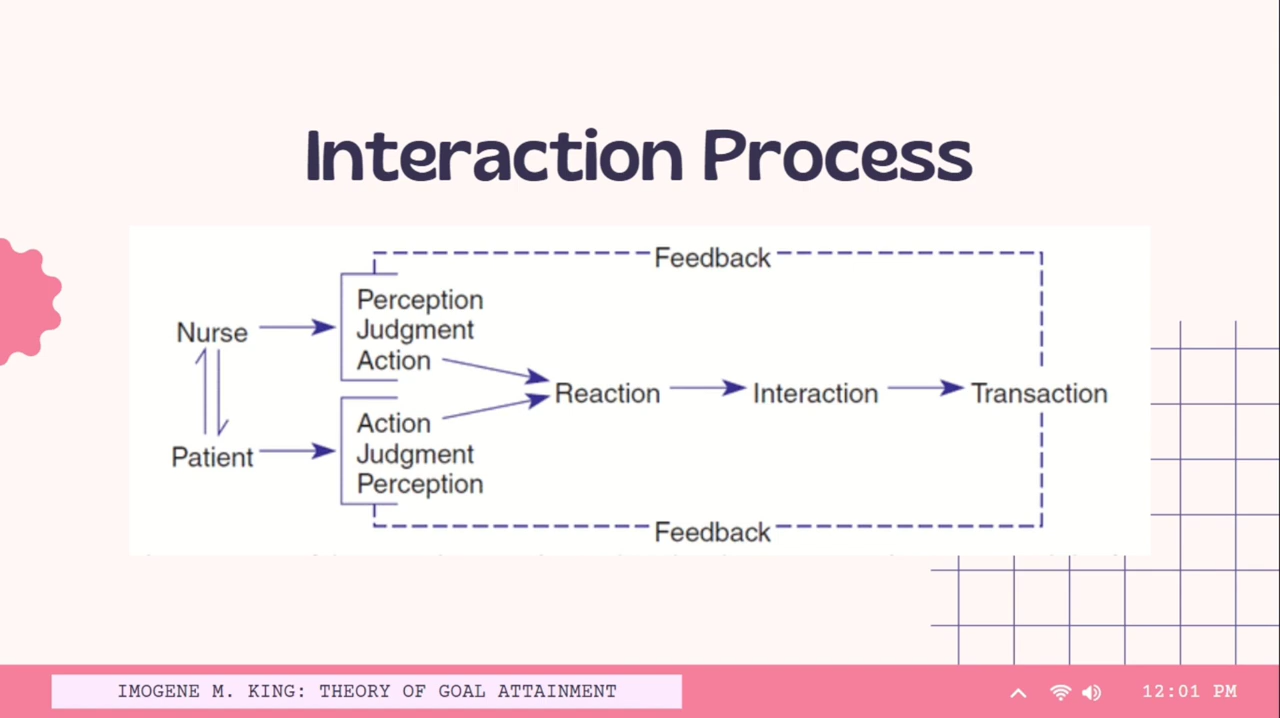 Interaction Process
Feedback
Nurse
Perception
Judgment
Action
Patient
Action
Judgment
Perception
Reaction
Interaction
Transaction
Feedback
IMOGENE M. KING: THEORY OF GOAL ATTAINMENT
12:01 PM